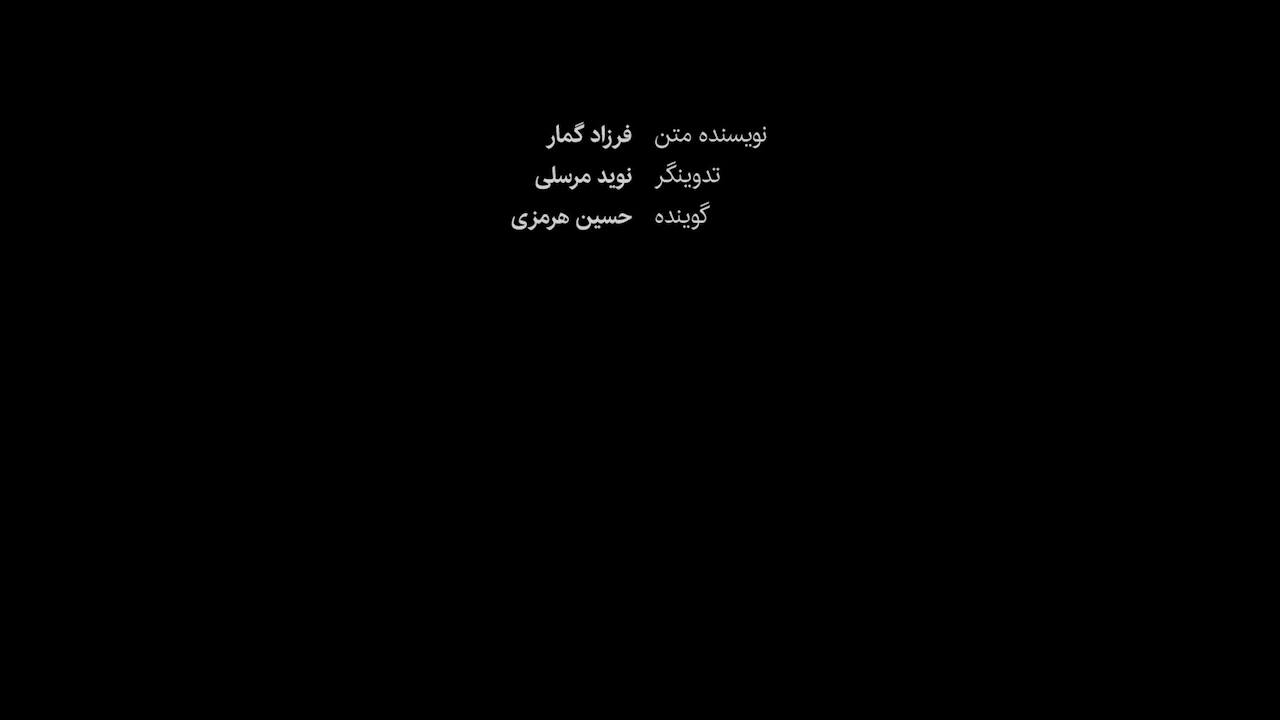 نویسنده متن فرزاد گمار
تدوینگر نوید مرسلی
گوینده حسین هرمزی